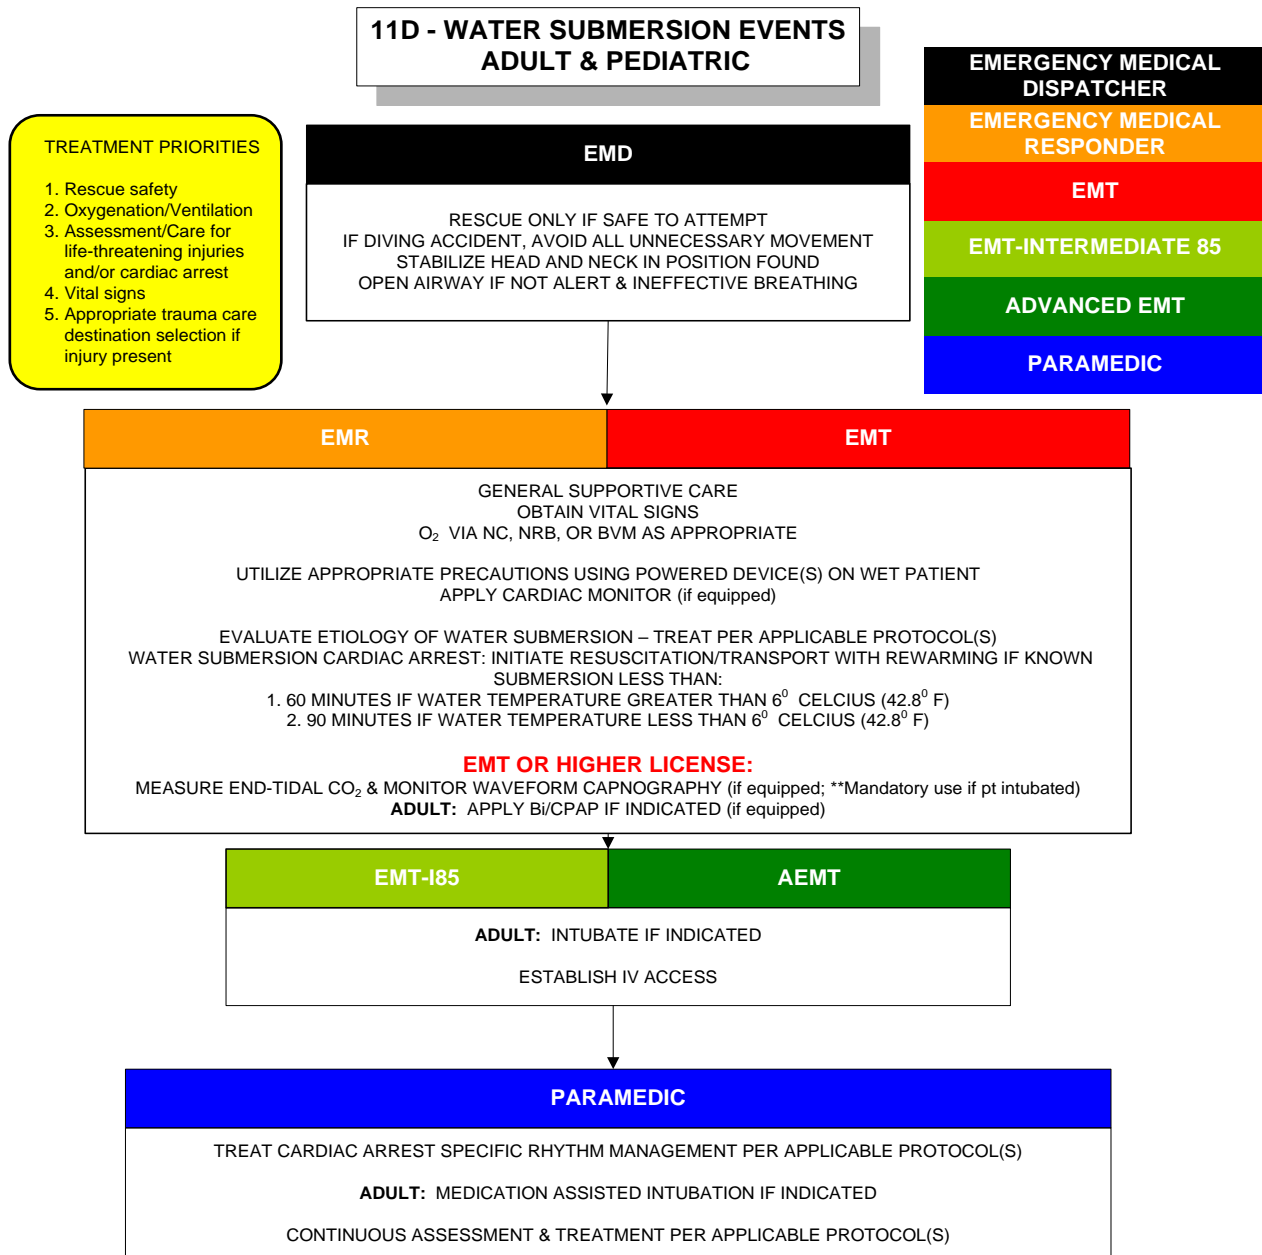 11D - WATER SUBMERSION EVENTS
ADULT & PEDIATRIC
EMERGENCY MEDICAL
DISPATCHER
EMERGENCY MEDICAL
RESPONDER
EMT
EMT-INTERMEDIATE 85
ADVANCED EMT
PARAMEDIC
TREATMENT PRIORITIES
1. Rescue safety
2. Oxygenation/Ventilation
3. Assessment/Care for
life-threatening injuries
and/or cardiac arrest
4. Vital signs
5. Appropriate trauma care
destination selection if
injury present
EMD
RESCUE ONLY IF SAFE TO ATTEMPT
IF DIVING ACCIDENT, AVOID ALL UNNECESSARY MOVEMENT
STABILIZE HEAD AND NECK IN POSITION FOUND
OPEN AIRWAY IF NOT ALERT & INEFFECTIVE BREATHING
EMR
EMT
GENERAL SUPPORTIVE CARE
OBTAIN VITAL SIGNS
O₂ VIA NC, NRB, OR BVM AS APPROPRIATE
UTILIZE APPROPRIATE PRECAUTIONS USING POWERED DEVICE(S) ON WET PATIENT
APPLY CARDIAC MONITOR (if equipped)
EVALUATE ETIOLOGY OF WATER SUBMERSION – TREAT PER APPLICABLE PROTOCOL(S)
WATER SUBMERSION CARDIAC ARREST: INITIATE RESUSCITATION/TRANSPORT WITH REWARMING IF KNOWN
SUBMERSION LESS THAN:
1. 60 MINUTES IF WATER TEMPERATURE GREATER THAN 6⁰ CELCIUS (42.8⁰ F)
2. 90 MINUTES IF WATER TEMPERATURE LESS THAN 6⁰ CELCIUS (42.8⁰ F)
EMT OR HIGHER LICENSE:
MEASURE END-TIDAL CO₂ & MONITOR WAVEFORM CAPNOGRAPHY (if equipped; **Mandatory use if pt intubated)
ADULT: APPLY Bi/CPAP IF INDICATED (if equipped)
EMT-I85
AEMT
ADULT: INTUBATE IF INDICATED
ESTABLISH IV ACCESS
PARAMEDIC
TREAT CARDIAC ARREST SPECIFIC RHYTHM MANAGEMENT PER APPLICABLE PROTOCOL(S)
ADULT: MEDICATION ASSISTED INTUBATION IF INDICATED
CONTINUOUS ASSESSMENT & TREATMENT PER APPLICABLE PROTOCOL(S)